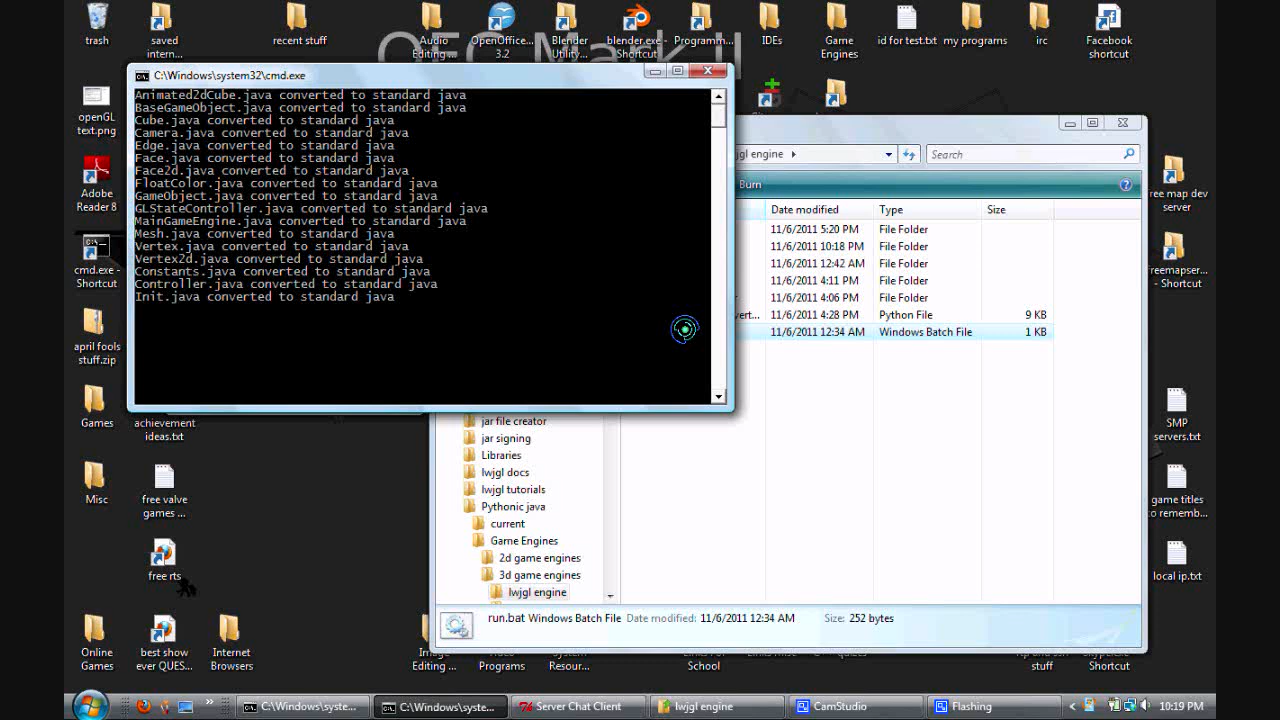 trash
saved
intern...
recent stuff
Audio
Editing ...
OpenOffice...
3.2
Blender
Utility...
blender.exe -
Shortcut
Programm...
IDEs
Game
Engines
id for test.txt
my programs
irc
Facebook
shortcut
OFC Mark II
C:\Windows\system32\cmd.exe
Animated2dCube.java converted to standard java
BaseGameObject.java converted to standard java
Cube.java converted to standard java
Camera.java converted to standard java
Edge.java converted to standard java
Face.java converted to standard java
Face2d.java converted to standard java
FloatColor.java converted to standard java
GameObject.java converted to standard java
GLStateController.java converted to standard java
MainGameEngine.java converted to standard java
Mesh.java converted to standard java
Vertex.java converted to standard java
Vertex2d.java converted to standard java
Constants.java converted to standard java
Controller.java converted to standard java
Init.java converted to standard java
openGL
text.png
Adobe
Reader 8
cmd.exe -
Shortcut
april fools
stuff.zip
Games
achievement
ideas.txt
Misc
free valve
games ...
free rts
Online
Games
best show
ever QUES...
Internet
Browsers
jgl engine
Search
Burn
Date modified Type Size
11/6/2011 5:20 PM File Folder
11/6/2011 10:18 PM File Folder
11/6/2011 12:42 AM File Folder
11/6/2011 4:11 PM File Folder
11/6/2011 4:06 PM File Folder
vert... 11/6/2011 4:28 PM Python File 9 KB
11/6/2011 12:34 AM Windows Batch File 1 KB
jar file creator
jar signing
Libraries
lwjgl docs
lwjgl tutorials
Pythonic java
current
Game Engines
2d game engines
3d game engines
lwjgl engine
run.bat Windows Batch File Date modified: 11/6/2011 12:34 AM Size: 252 bytes
free map dev
server
freemapser...
- Shortcut
SMP
servers.txt
game titles
to rememb...
local ip.txt
Editing ...
Programs
Resour...
School
stuff
Shortcut
C:\Windows\syste...
C:\Windows\syste...
Server Chat Client
lwjgl engine
CamStudio
Flashing
10:19 PM